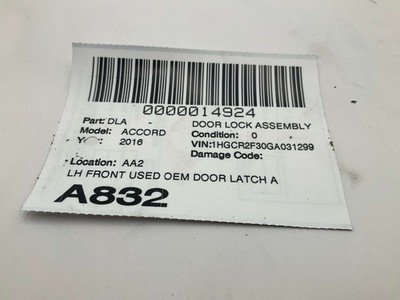 0000014924
Part: DLA DOOR LOCK ASSEMBLY
Model: ACCORD Condition: 0
2016 VIN:1HGCR2F30GA031299
Damage Code:
Location: AA2
LH FRONT USED OEM DOOR LATCH A
A832